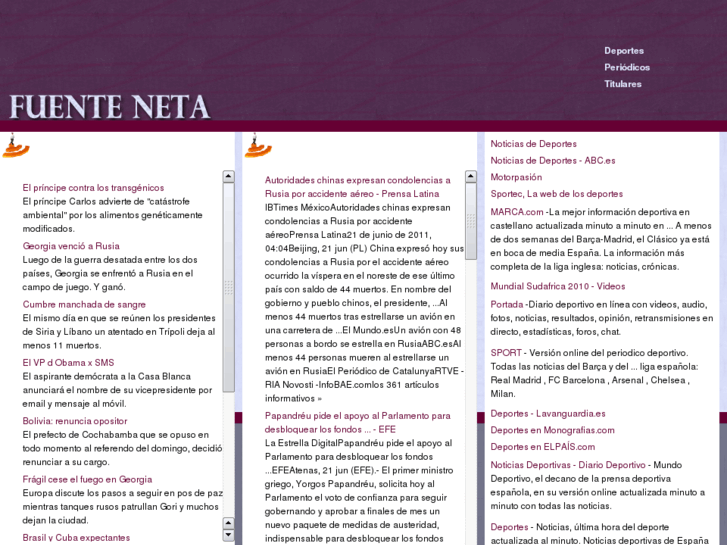 Deportes
Periódicos
Titulares
FUENTE NETA
El príncipe contra los transgénicos
El príncipe Carlos advierte de "catástrofe
ambiental" por los alimentos genéticamente
modificados.
Georgia venció a Rusia
Luego de la guerra desatada entre los dos
países, Georgia se enfrentó a Rusia en el
campo de juego. Y ganó.
Cumbre manchada de sangre
El mismo día en que se reúnen los presidentes
de Siria y Líbano un atentado en Trípoli deja al
menos 11 muertos.
El VP d Obama x SMS
El aspirante demócrata a la Casa Blanca
anunciará el nombre de su vicepresidente por
email y mensaje al móvil.
Bolivia: renuncia opositor
El prefecto de Cochabamba que se opuso en
todo momento al referendo del domingo, decidió
renunciar a su cargo.
Frágil cese el fuego en Georgia
Europa discute los pasos a seguir en pos de paz
mientras tanques rusos patrullan Gori y muchos
dejan la ciudad.
Brasil y Cuba expectantes
Autoridades chinas expresan condolencias a
Rusia por accidente aéreo - Prensa Latina
IBTimes MéxicoAutoridades chinas expresan
condolencias a Rusia por accidente
aéreoPrensa Latina21 de junio de 2011,
04:04Beijing, 21 jun (PL) China expresó hoy sus
condolencias a Rusia por el accidente aéreo
ocurrido la víspera en el noreste de ese último
país con saldo de 44 muertos. En nombre del
gobierno y pueblo chinos, el presidente, ...Al
menos 44 muertos tras estrellarse un avión en
una carretera de ...El Mundo.esUn avión con 48
personas a bordo se estrella en RusiaABC.esAl
menos 44 mueren al estrellarse un
avión en RusiaEl Periódico de CatalunyaRTVE -
RIA Novosti -InfoBAE.comlos 361 artículos
informativos »
Papandréu pide el apoyo al Parlamento para
desbloquear los fondos ... - EFE
La Estrella DigitalPapandréu pide el apoyo al
Parlamento para desbloquear los fondos
...EFEAtenas, 21 jun (EFE).- El primer ministro
griego, Yorgos Papandréu, solicita hoy al
Parlamento el voto de confianza para seguir
gobernando y aprobar a finales de mes un
nuevo paquete de medidas de austeridad,
indispensable para desbloquear los fondos
Noticias de Deportes
Noticias de Deportes - ABC.es
Motorpasión
Sportec, La web de los deportes
MARCA.com -La mejor información deportiva en
castellano actualizada minuto a minuto en ... A menos
de dos semanas del Barça-Madrid, el Clásico ya está
en boca de media España. La información más
completa de la liga inglesa: noticias, crónicas.
Mundial Sudafrica 2010 - Videos
Portada -Diario deportivo en línea con videos, audio,
fotos, noticias, resultados, opinión, retransmisiones en
directo, estadísticas, foros, chat.
SPORT - Versión online del periodico deportivo.
Todas las noticias del Barça y del ... liga española:
Real Madrid , FC Barcelona , Arsenal , Chelsea ,
Milan.
Deportes - Lavanguardia.es
Deportes en Monografias.com
Deportes en ELPAÍS.com
Noticias Deportivas - Diario Deportivo - Mundo
Deportivo, el decano de la prensa deportiva
española, en su versión online actualizada minuto a
minuto con todas las noticias.
Deportes - Noticias, última hora del deporte
actualizada al minuto. Noticias deportivas de España